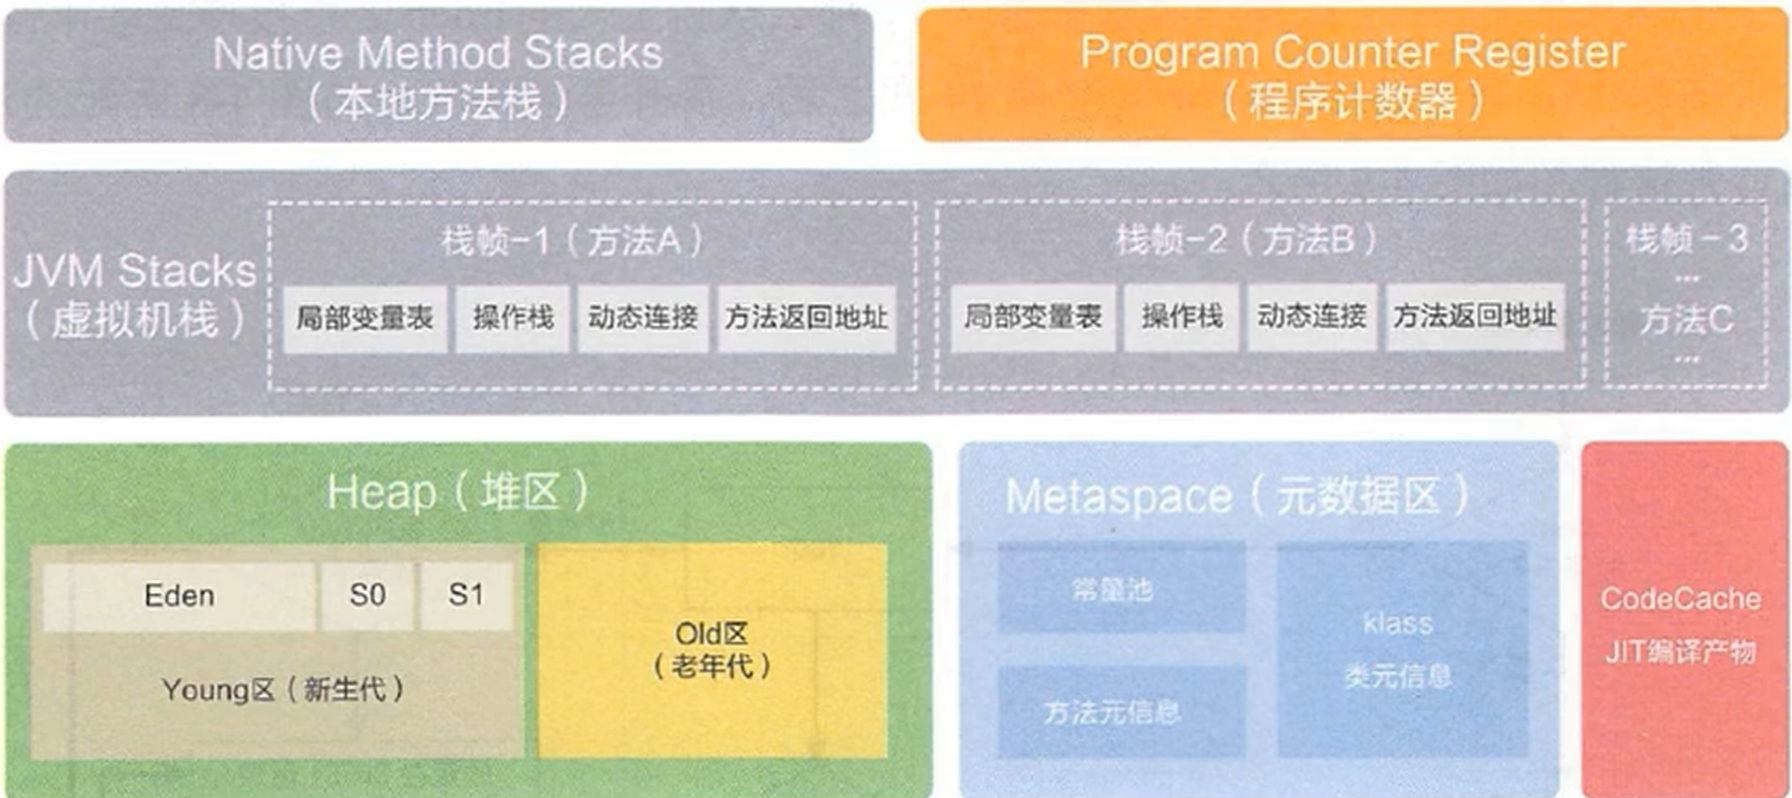 Native Method Stacks
（本地方法栈）
Program Counter Register
（程序计数器）
JVM Stacks
（虚拟机栈）
栈帧-1（方法A）
局部变量表
操作栈
动态连接
方法返回地址
栈帧-2（方法B）
局部变量表
操作栈
动态连接
方法返回地址
栈帧-3
...
方法C
...
Heap（堆区）
Eden
S0
S1
Young区（新生代）
Old区
（老年代）
Metaspace（元数据区）
常量池
方法元信息
klass
类元信息
CodeCache
JIT编译产物